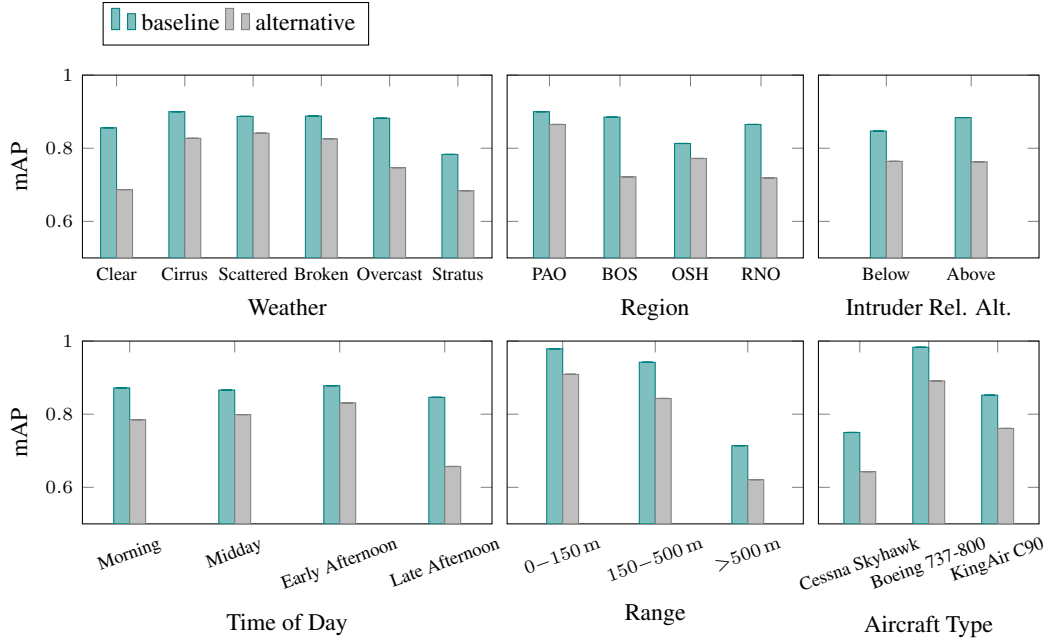 baseline alternative
mAP
1
0.8
0.6
Clear Cirrus Scattered Broken Overcast Stratus
Weather
PAO BOS OSH RNO
Region
Below Above
Intruder Rel. Alt.
mAP
1
0.8
0.6
Morning Midday Early Afternoon Late Afternoon
Time of Day
0−150 m 150−500 m >500 m
Range
Cessna Skyhawk Boeing 737-800 KingAir C90
Aircraft Type